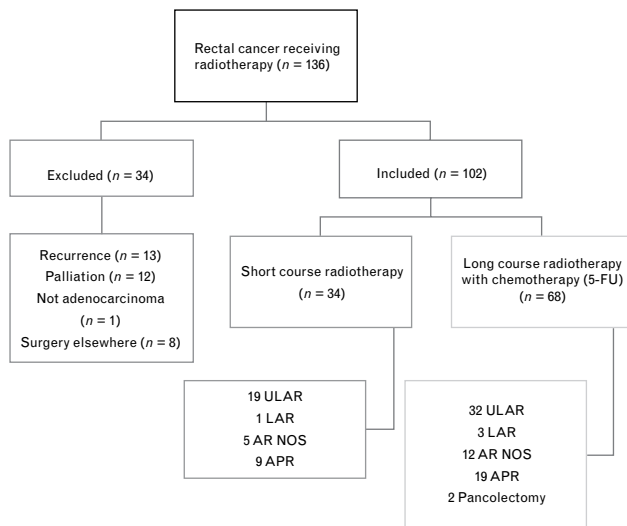 Rectal cancer receiving
radiotherapy (n = 136)
Excluded (n = 34)
Included (n = 102)
Recurrence (n = 13)
Palliation (n = 12)
Not adenocarcinoma
(n = 1)
Surgery elsewhere (n = 8)
Short course radiotherapy
(n = 34)
Long course radiotherapy
with chemotherapy (5-FU)
(n = 68)
19 ULAR
1 LAR
5 AR NOS
9 APR
32 ULAR
3 LAR
12 AR NOS
19 APR
2 Pancolectomy